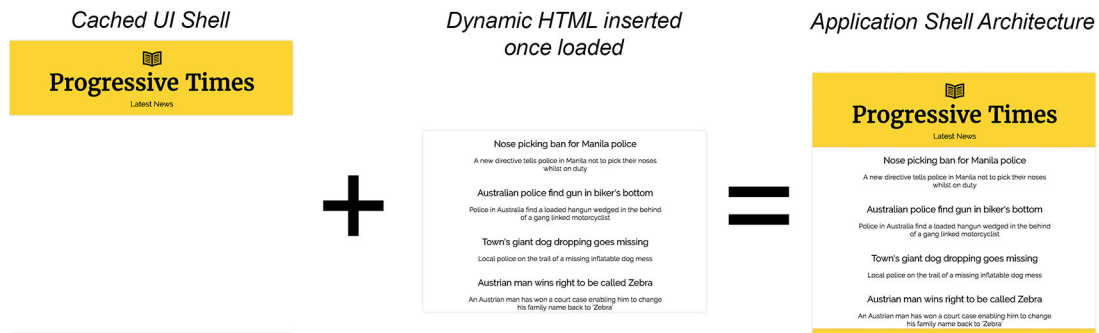 Cached UI Shell
Progressive Times
Latest News
Dynamic HTML inserted
once loaded
Nose picking ban for Manila police
A new directive tells police in Manila not to pick their noses
whilst on duty
Australian police find gun in biker's bottom
Police in Australia find a loaded hangun wedged in the behind
of a gang linked motorcyclist
Town's giant dog dropping goes missing
Local police on the trail of a missing inflatable dog mess
Austrian man wins right to be called Zebra
An Austrian man has won a court case enabling him to change
his family name back to 'Zebra'
Application Shell Architecture
Progressive Times
Latest News
Nose picking ban for Manila police
A new directive tells police in Manila not to pick their noses
whilst on duty
Australian police find gun in biker's bottom
Police in Australia find a loaded hangun wedged in the behind
of a gang linked motorcyclist
Town's giant dog dropping goes missing
Local police on the trail of a missing inflatable dog mess
Austrian man wins right to be called Zebra
An Austrian man has won a court case enabling him to change
his family name back to 'Zebra'